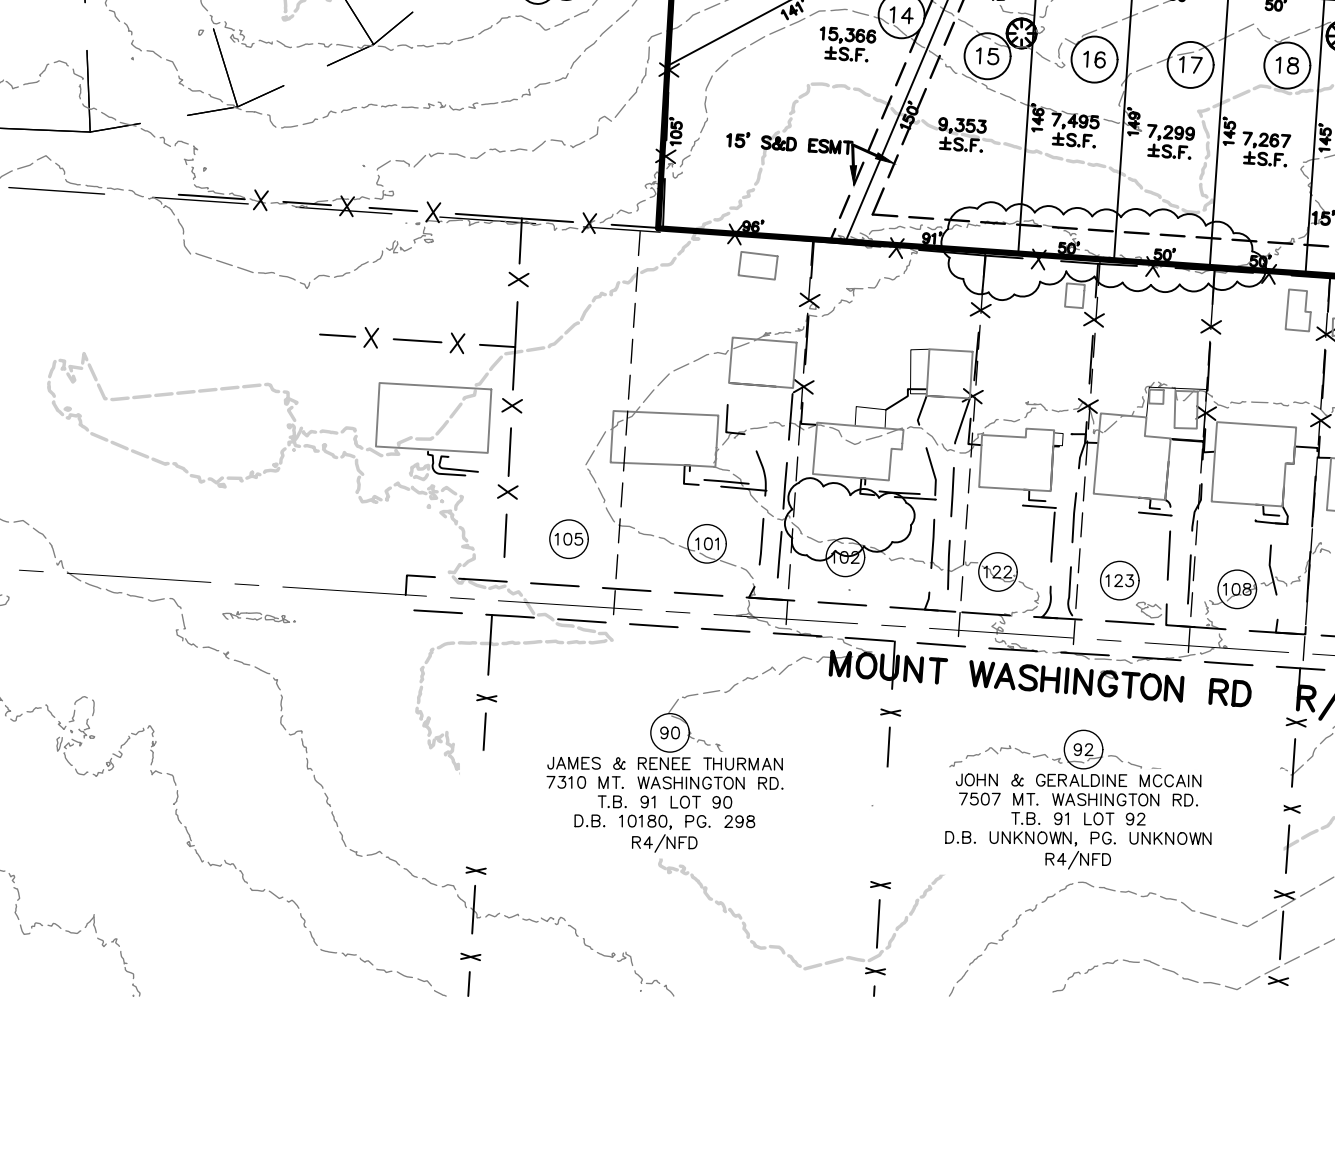 141'
14
15,366
±S.F.
15
16
17
18
50'
105'
15' S&D ESMT
150'
9,353
±S.F.
146'
7,495
±S.F.
149'
7,299
±S.F.
145'
7,267
±S.F.
145'
15'
96'
91'
50'
50'
50'
105
101
102
122
123
108
MOUNT WASHINGTON RD R/
90
JAMES & RENEE THURMAN
7310 MT. WASHINGTON RD.
T.B. 91 LOT 90
D.B. 10180, PG. 298
R4/NFD
92
JOHN & GERALDINE MCCAIN
7507 MT. WASHINGTON RD.
T.B. 91 LOT 92
D.B. UNKNOWN, PG. UNKNOWN
R4/NFD